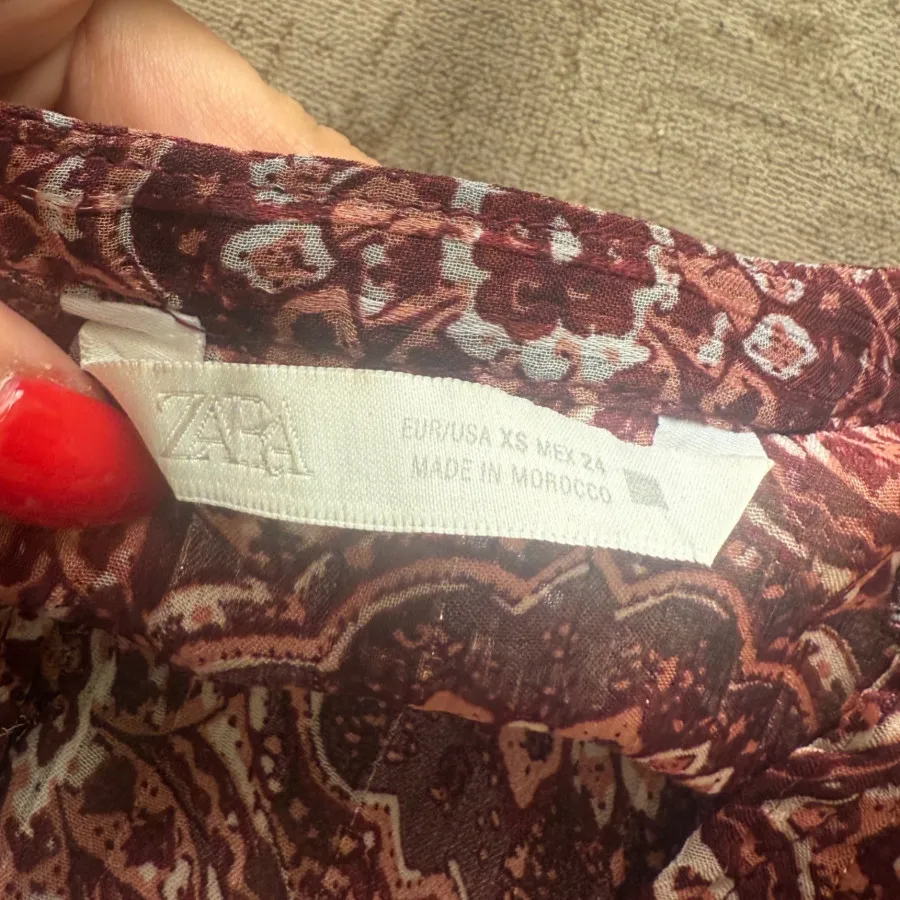 ZARA
EUR/USA XS MEX 24
MADE IN MOROCCO